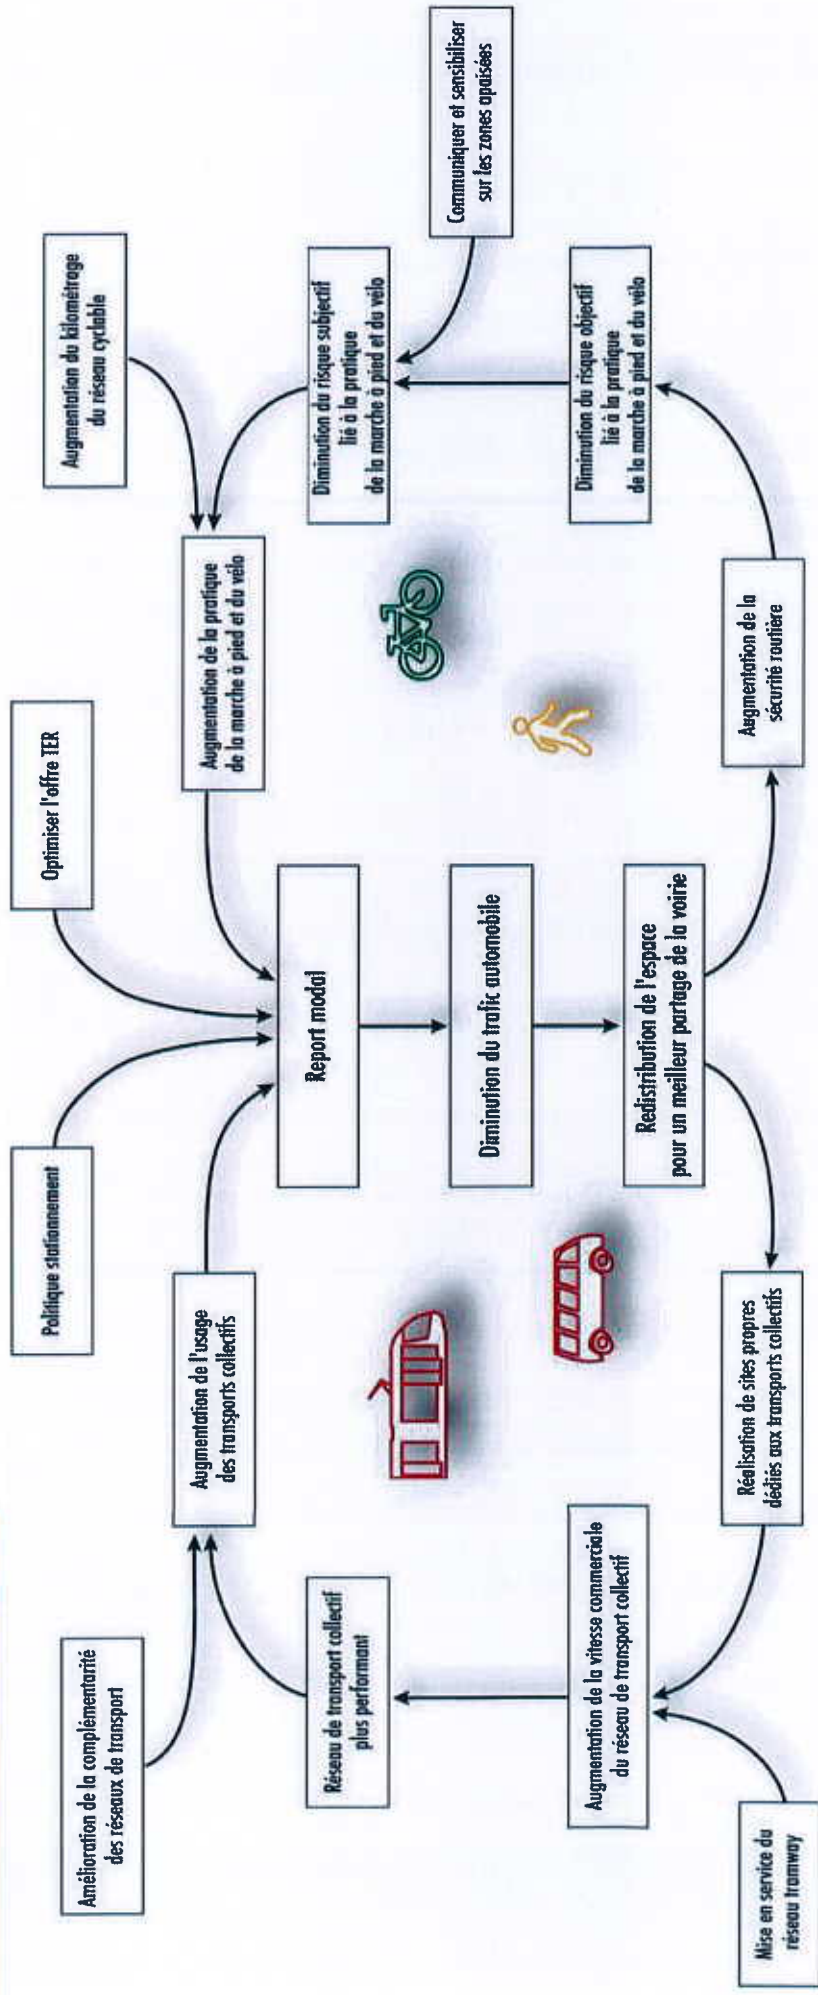 Politique stationnement
Optimiser l'offre TER
Amélioration de la complémentarité
des réseaux de transport
Augmentation du kilométrage
du réseau cyclable
Augmentation de l'usage
des transports collectifs
Augmentation de la pratique
de la marche à pied et du vélo
Report modal
Réseau de transport collectif
plus performant
Diminution du risque subjectif
lié à la pratique
de la marche à pied et du vélo
Communiquer et sensibiliser
sur les zones apaisées
Diminution du trafic automobile
Augmentation de la vitesse commerciale
du réseau de transport collectif
Redistribution de l'espace
pour un meilleur partage de la voirie
Diminution du risque objectif
lié à la pratique
de la marche à pied et du vélo
Mise en service du
réseau tramway
Réalisation de sites propres
dédiés aux transports collectifs
Augmentation de la
sécurité routière